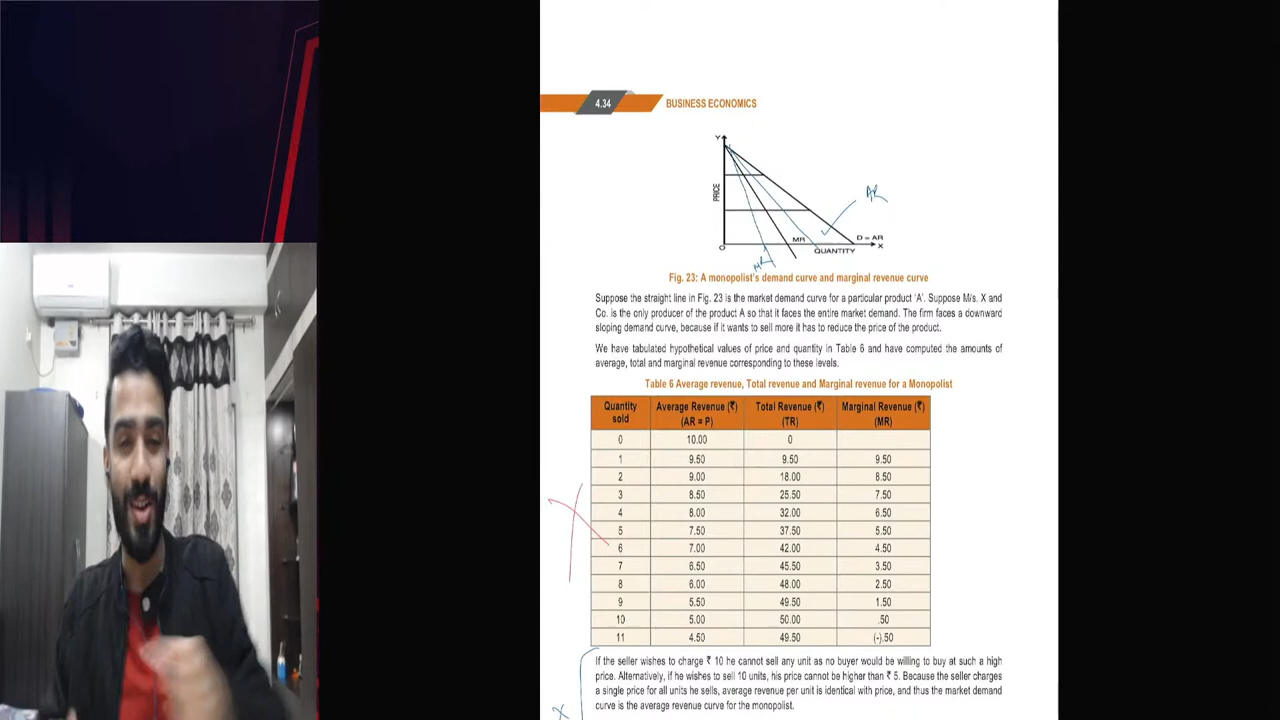 4.34
BUSINESS ECONOMICS
Y
PRICE
AR
O
MR
D = AR
X
QUANTITY
MR
Fig. 23: A monopolist's demand curve and marginal revenue curve
Suppose the straight line in Fig. 23 is the market demand curve for a particular product 'A'. Suppose M/s. X and
Co. is the only producer of the product A so that it faces the entire market demand. The firm faces a downward
sloping demand curve, because if it wants to sell more it has to reduce the price of the product.
We have tabulated hypothetical values of price and quantity in Table 6 and have computed the amounts of
average, total and marginal revenue corresponding to these levels.
Table 6 Average revenue, Total revenue and Marginal revenue for a Monopolist
Quantity sold Average Revenue (₹) (AR = P) Total Revenue (₹) (TR) Marginal Revenue (₹) (MR)
0 10.00 0
1 9.50 9.50 9.50
2 9.00 18.00 8.50
3 8.50 25.50 7.50
4 8.00 32.00 6.50
5 7.50 37.50 5.50
6 7.00 42.00 4.50
7 6.50 45.50 3.50
8 6.00 48.00 2.50
9 5.50 49.50 1.50
10 5.00 50.00 .50
11 4.50 49.50 (-).50
If the seller wishes to charge ₹ 10 he cannot sell any unit as no buyer would be willing to buy at such a high
price. Alternatively, if he wishes to sell 10 units, his price cannot be higher than ₹ 5. Because the seller charges
a single price for all units he sells, average revenue per unit is identical with price, and thus the market demand
curve is the average revenue curve for the monopolist.